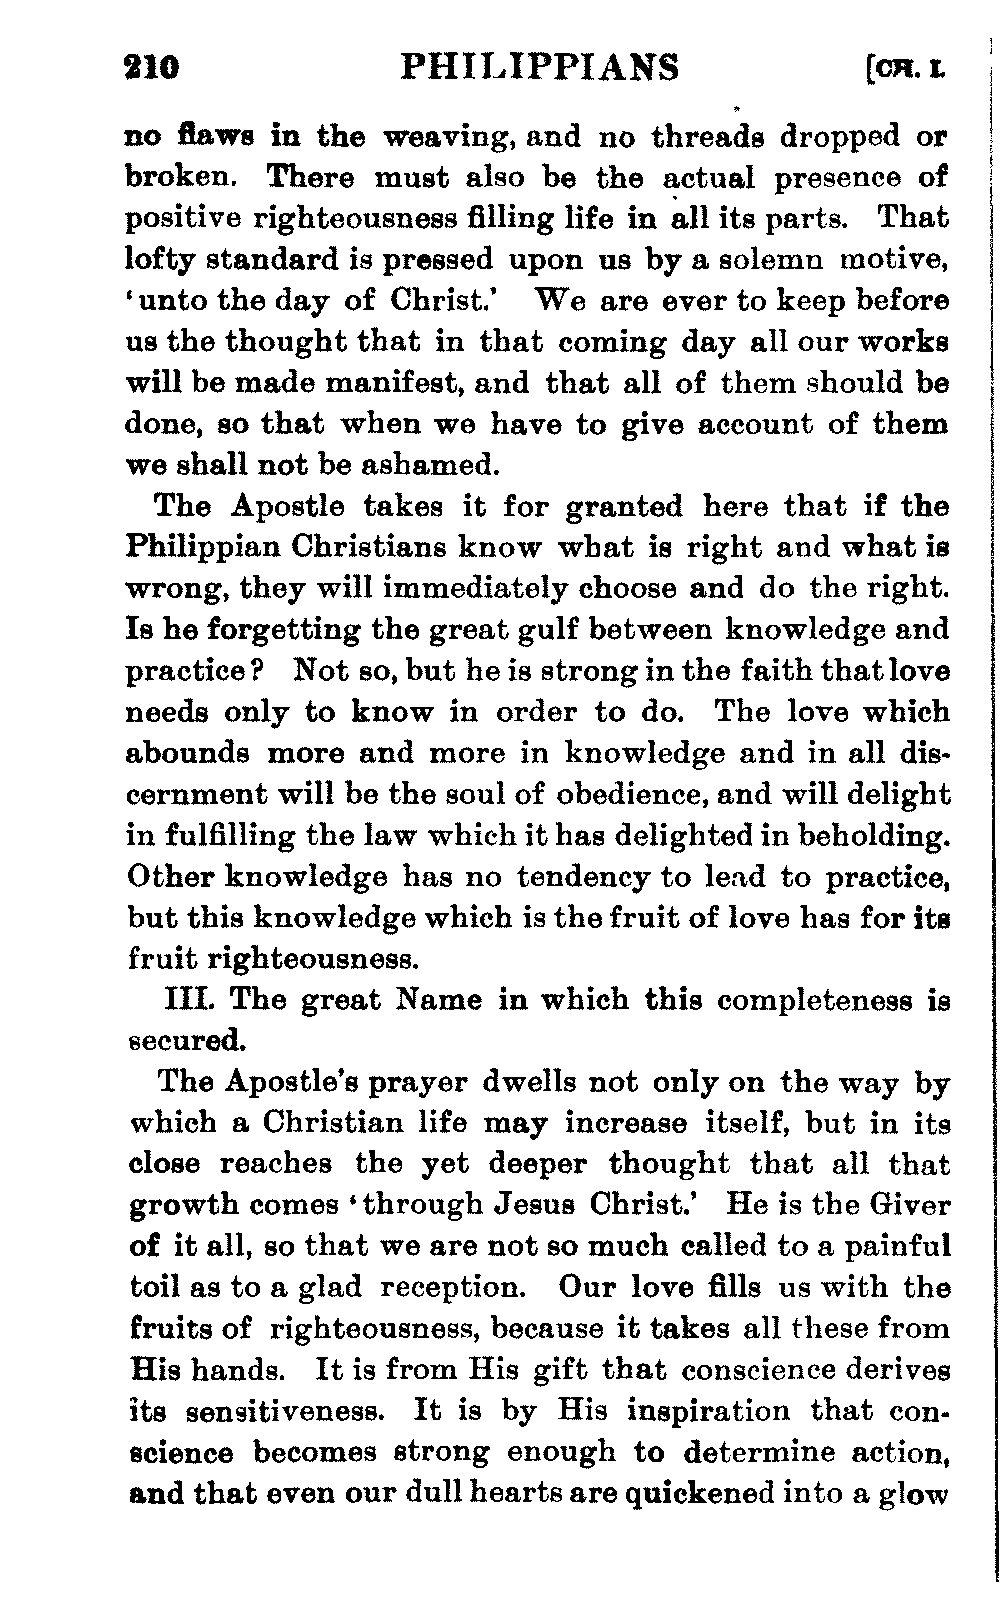 210 PHILIPPIANS [CH. I.
no flaws in the weaving, and no threads dropped or
broken. There must also be the actual presence of
positive righteousness filling life in all its parts. That
lofty standard is pressed upon us by a solemn motive,
‘unto the day of Christ.’ We are ever to keep before
us the thought that in that coming day all our works
will be made manifest, and that all of them should be
done, so that when we have to give account of them
we shall not be ashamed.
The Apostle takes it for granted here that if the
Philippian Christians know what is right and what is
wrong, they will immediately choose and do the right.
Is he forgetting the great gulf between knowledge and
practice? Not so, but he is strong in the faith that love
needs only to know in order to do. The love which
abounds more and more in knowledge and in all dis-
cernment will be the soul of obedience, and will delight
in fulfilling the law which it has delighted in beholding.
Other knowledge has no tendency to lead to practice,
but this knowledge which is the fruit of love has for its
fruit righteousness.
III. The great Name in which this completeness is
secured.
The Apostle’s prayer dwells not only on the way by
which a Christian life may increase itself, but in its
close reaches the yet deeper thought that all that
growth comes ‘through Jesus Christ.’ He is the Giver
of it all, so that we are not so much called to a painful
toil as to a glad reception. Our love fills us with the
fruits of righteousness, because it takes all these from
His hands. It is from His gift that conscience derives
its sensitiveness. It is by His inspiration that con-
science becomes strong enough to determine action,
and that even our dull hearts are quickened into a glow